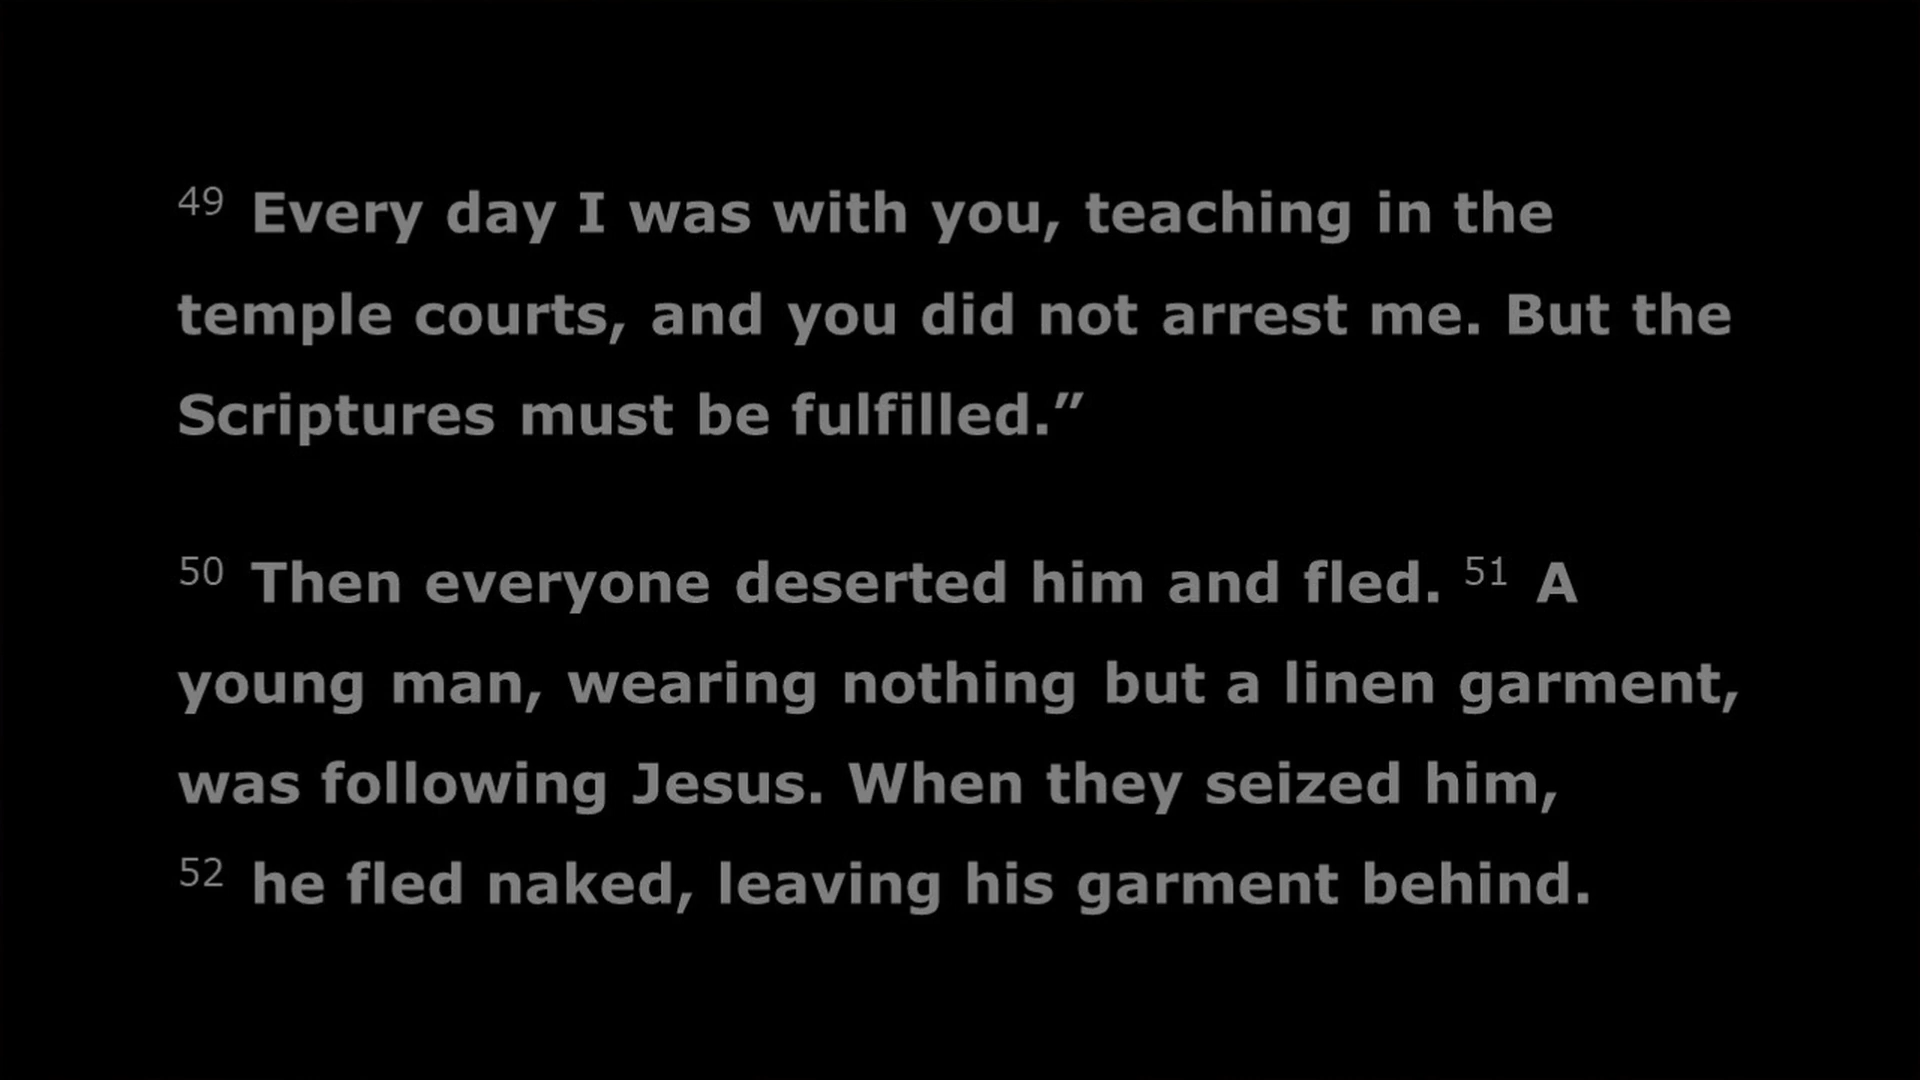 49 Every day I was with you, teaching in the
temple courts, and you did not arrest me. But the
Scriptures must be fulfilled.”
50 Then everyone deserted him and fled. 51 A
young man, wearing nothing but a linen garment,
was following Jesus. When they seized him,
52 he fled naked, leaving his garment behind.